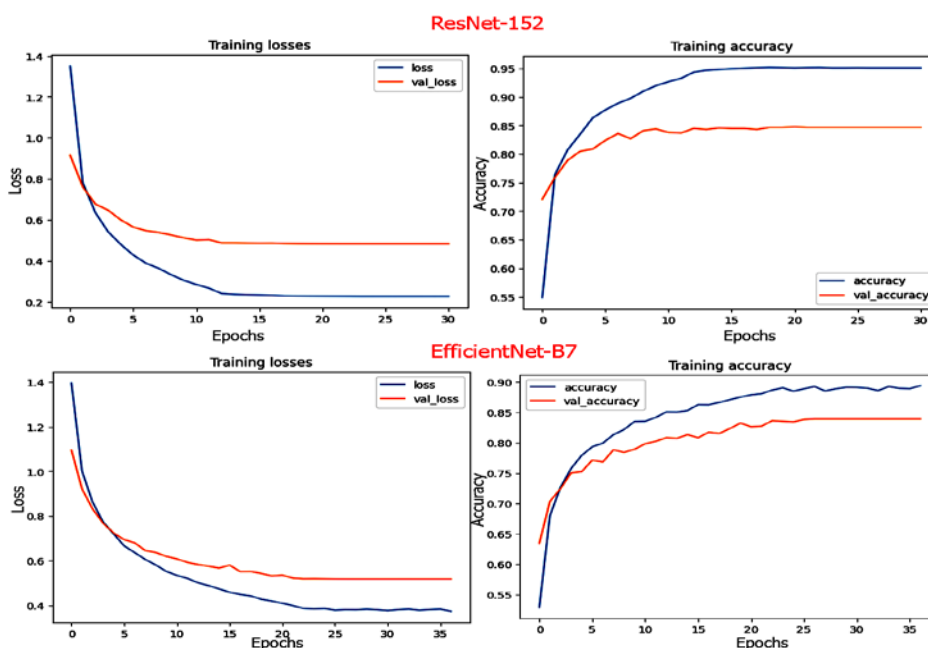 ResNet-152
Training losses
1.4
1.2
1.0
0.8
0.6
0.4
0.2
Loss
loss
val_loss
0 5 10 15 20 25 30
Epochs
Training accuracy
0.95
0.90
0.85
0.80
0.75
0.70
0.65
0.60
0.55
Accuracy
accuracy
val_accuracy
0 5 10 15 20 25 30
Epochs
EfficientNet-B7
Training losses
1.4
1.2
1.0
0.8
0.6
0.4
Loss
loss
val_loss
0 5 10 15 20 25 30 35
Epochs
Training accuracy
0.90
0.85
0.80
0.75
0.70
0.65
0.60
0.55
Accuracy
accuracy
val_accuracy
0 5 10 15 20 25 30 35
Epochs